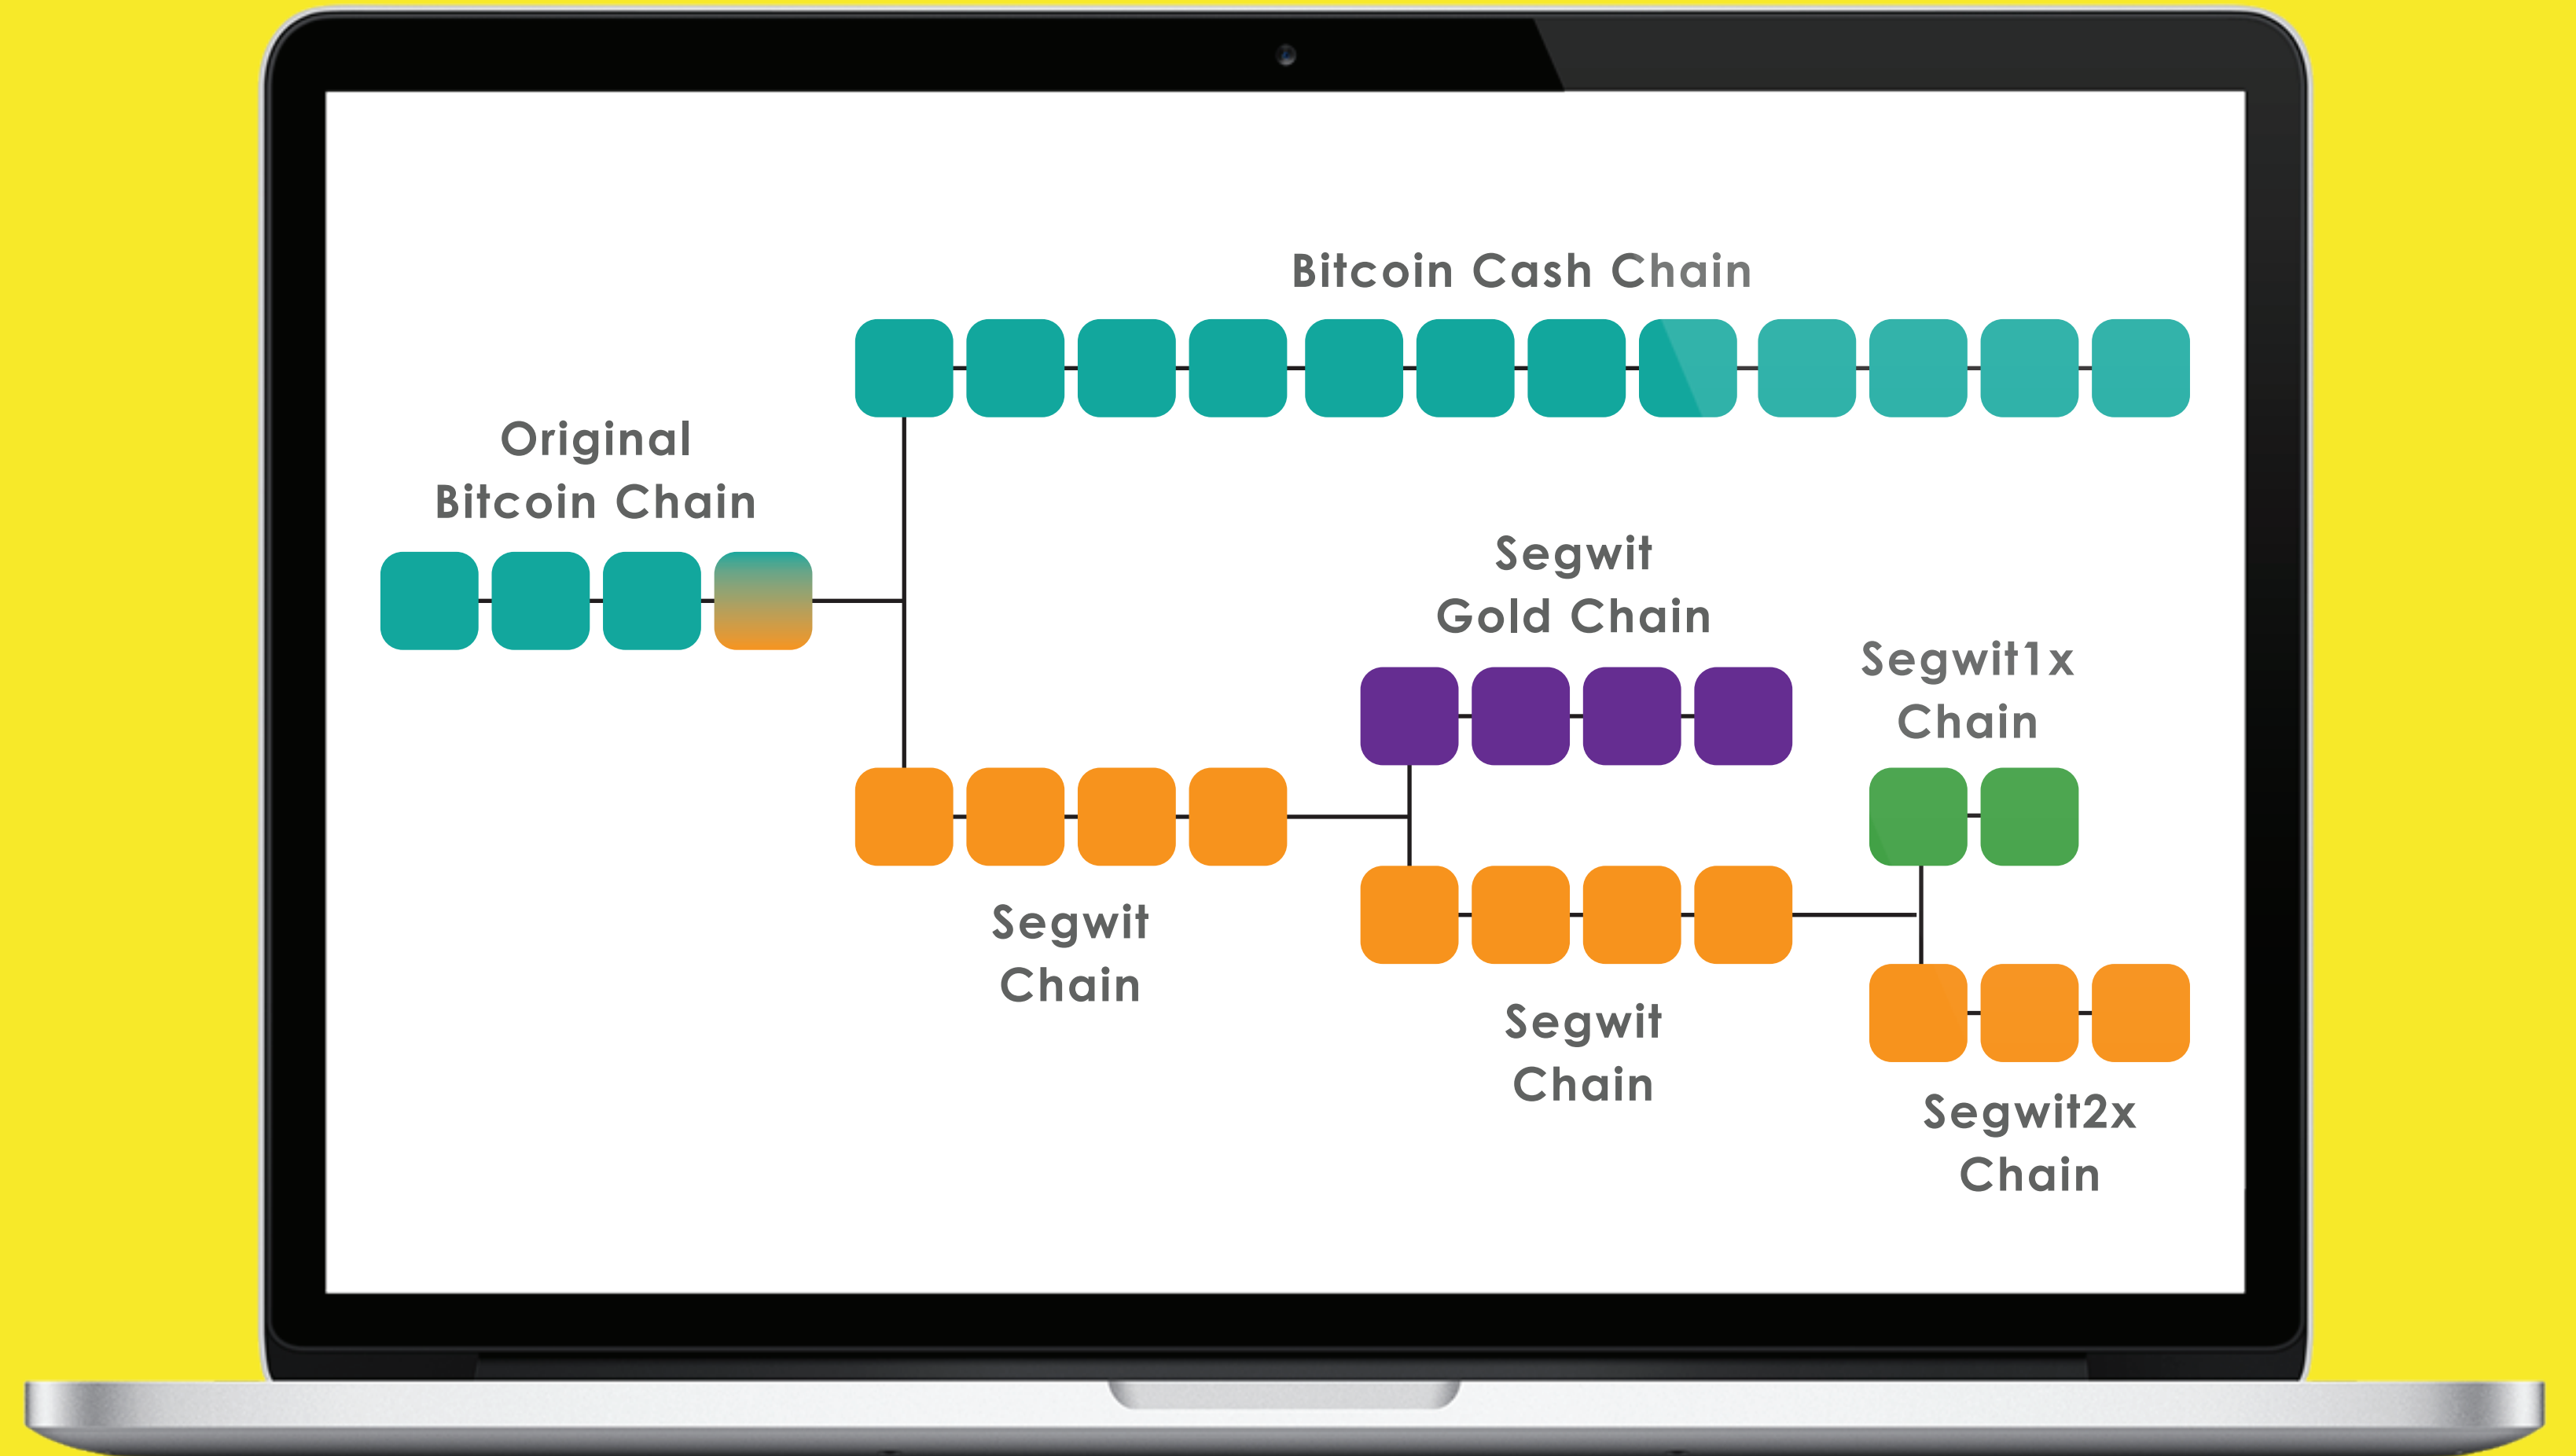 Bitcoin Cash Chain
Original
Bitcoin Chain
Segwit
Gold Chain
Segwit1x
Chain
Segwit
Chain
Segwit
Chain
Segwit2x
Chain